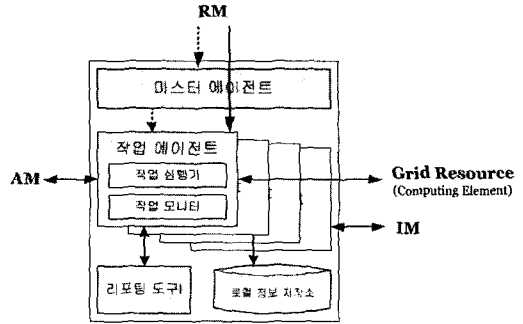 RM
미스터 에이전트
작업 에이전트
작업 실행기
작업 모니터
AM
Grid Resource
(Computing Element)
IM
리포팅 도구
로컬 정보 저장소